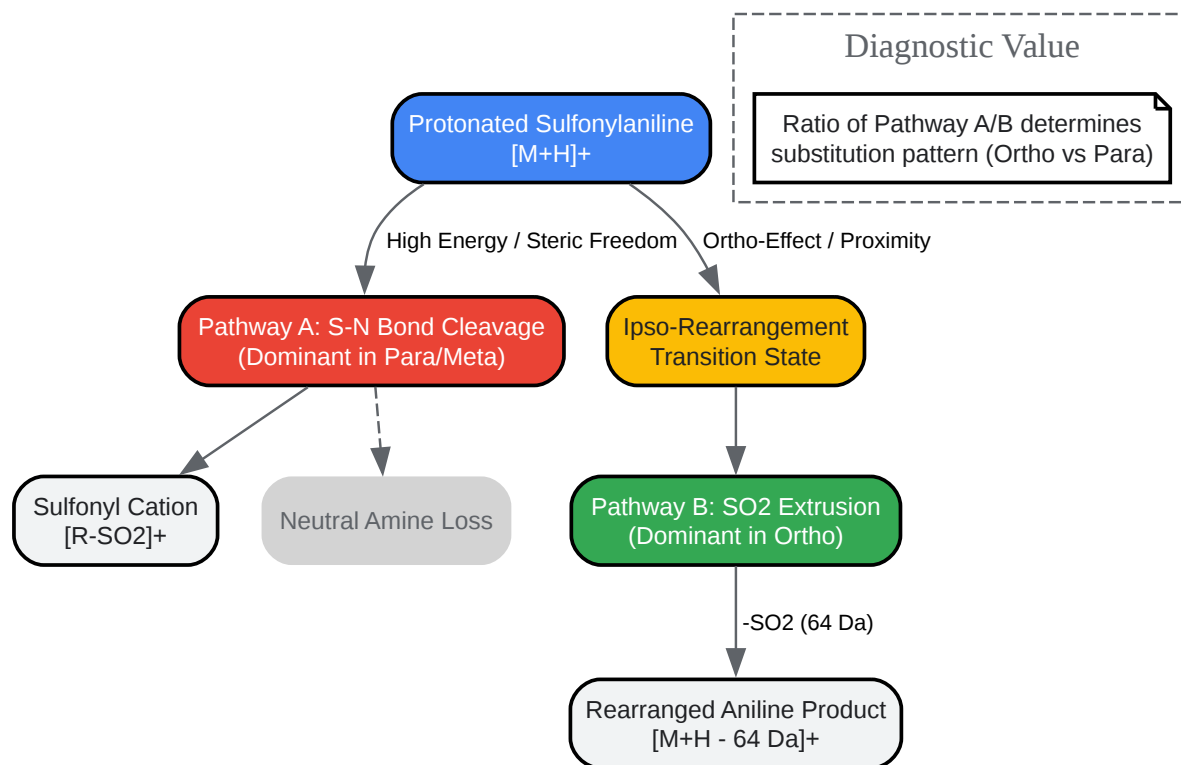 Diagnostic Value
Ratio of Pathway A/B determines
substitution pattern (Ortho vs Para)
Protonated Sulfonylaniline
[M+H]+
High Energy / Steric Freedom
Ortho-Effect / Proximity
Pathway A: S-N Bond Cleavage
(Dominant in Para/Meta)
Ipso-Rearrangement
Transition State
Sulfonyl Cation
[R-SO2]+
Neutral Amine Loss
Pathway B: SO2 Extrusion
(Dominant in Ortho)
-SO2 (64 Da)
Rearranged Aniline Product
[M+H - 64 Da]+